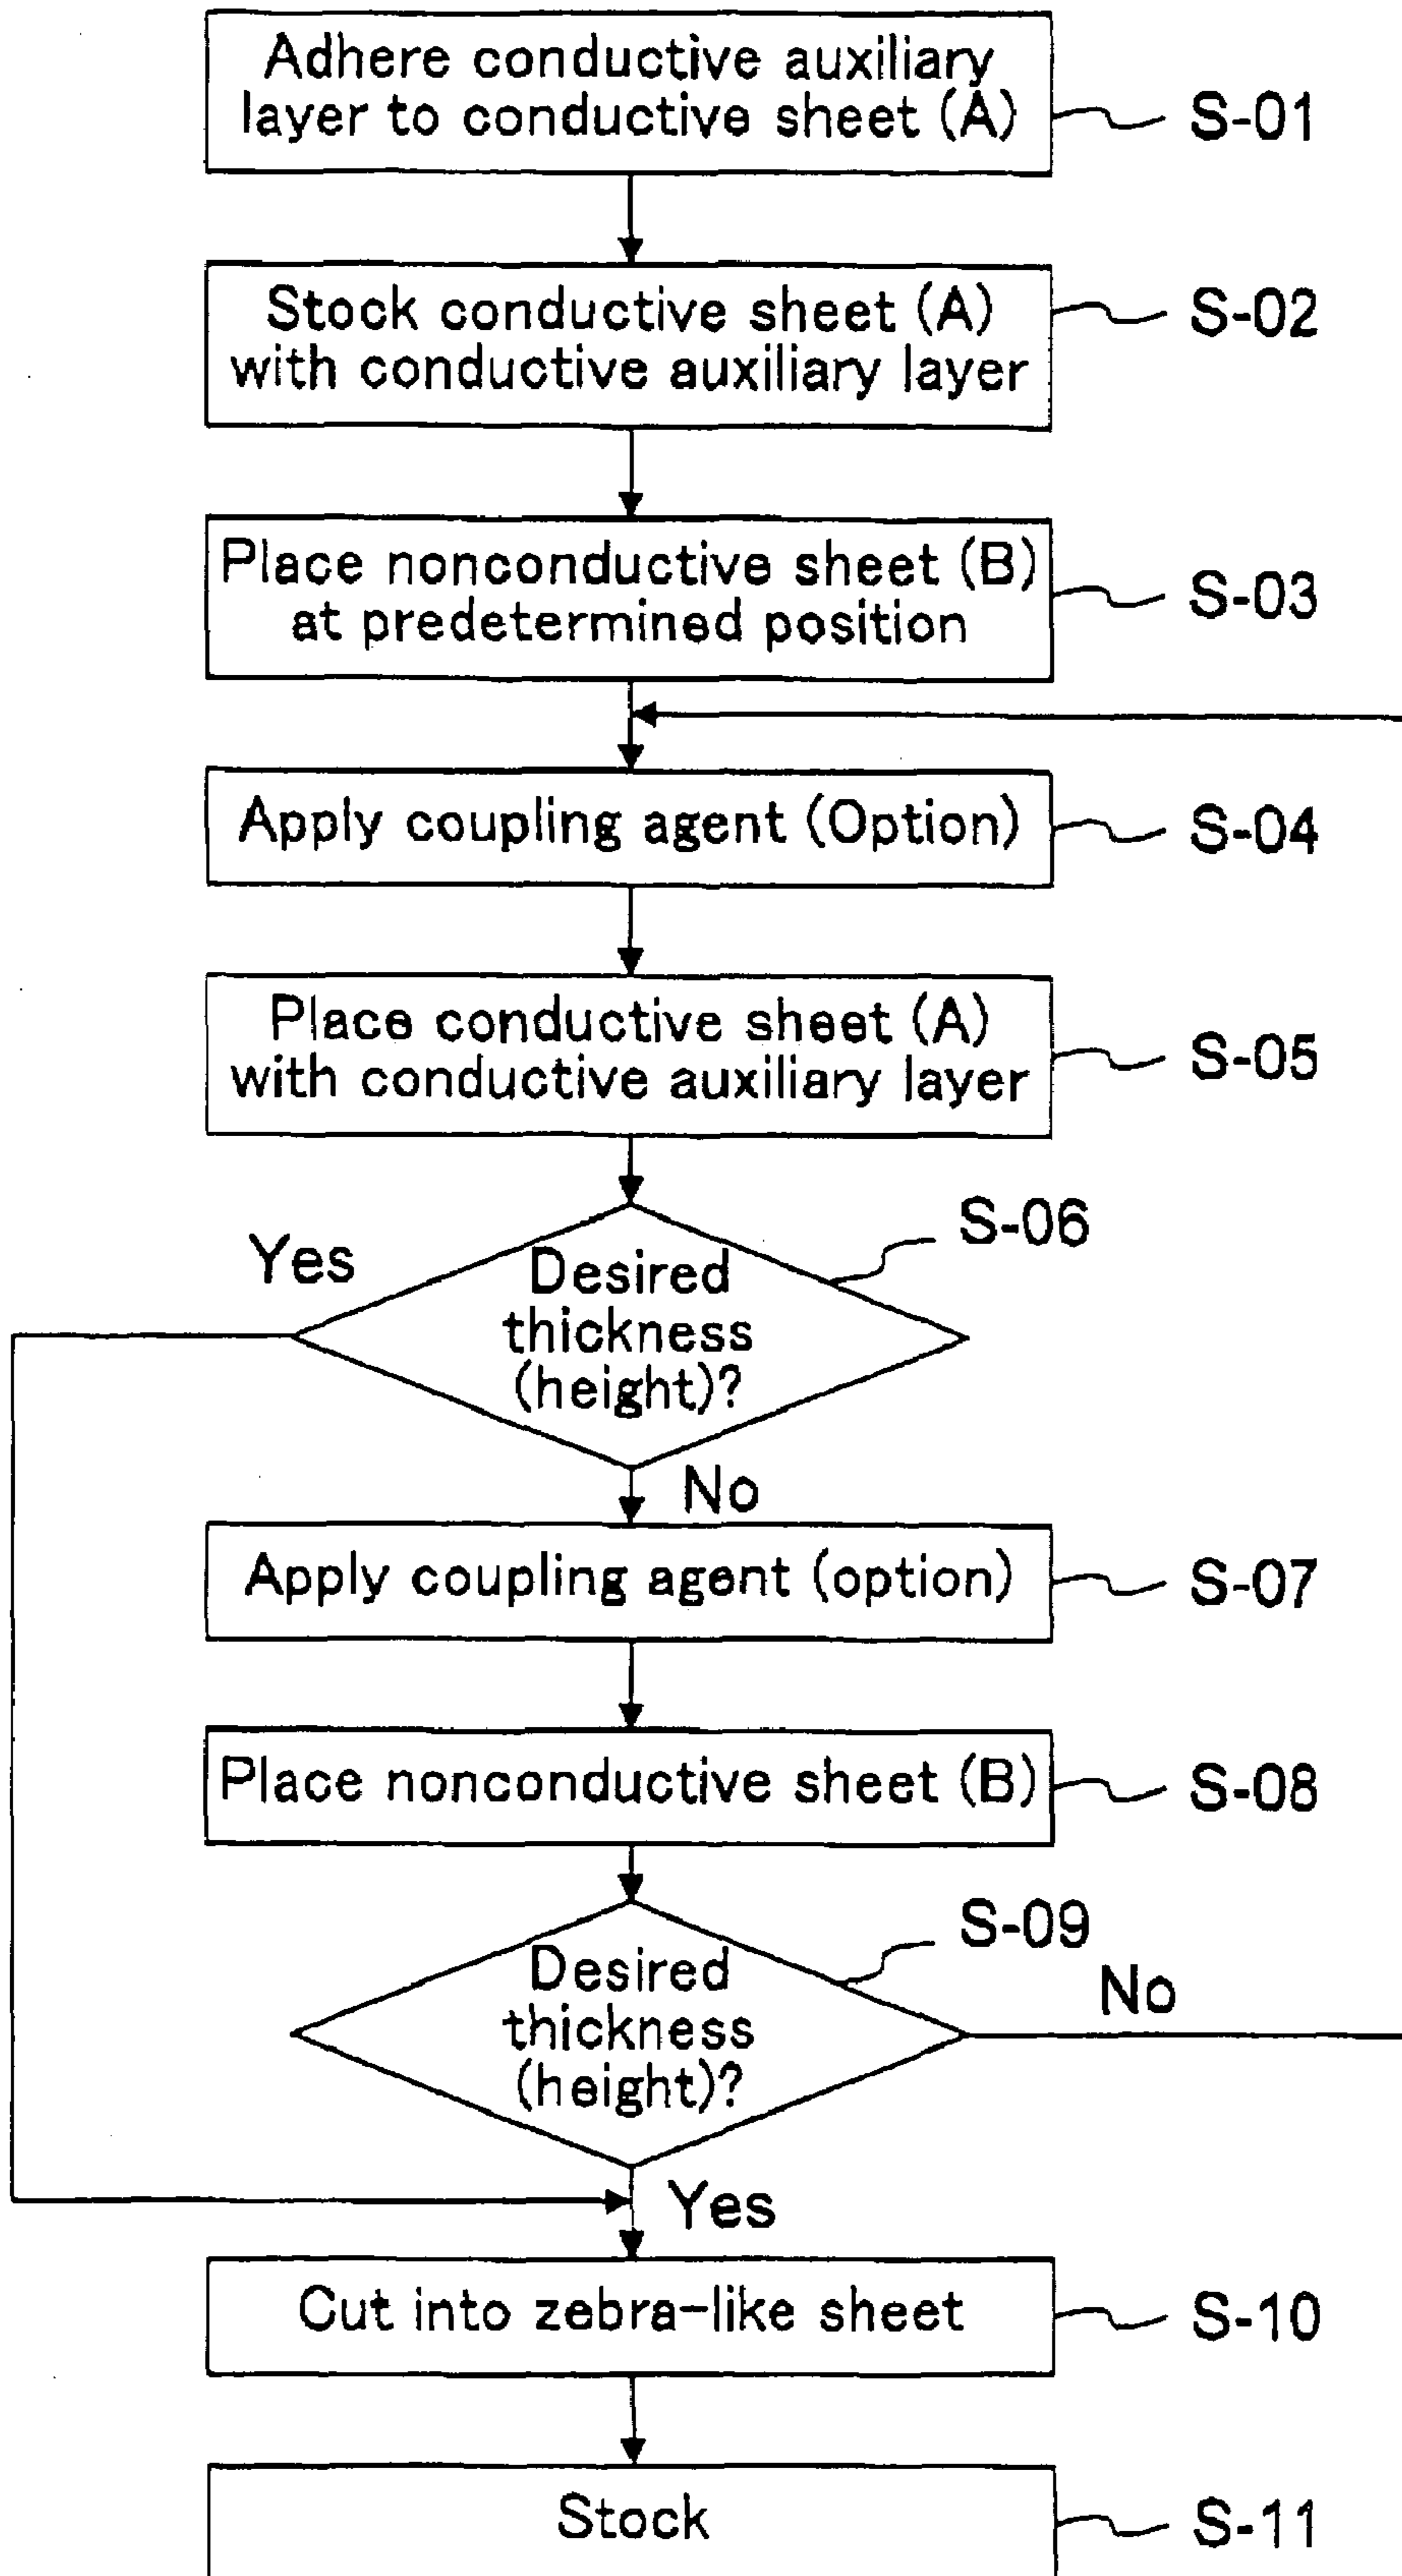 Adhere conductive auxiliary
layer to conductive sheet (A)
S-01
Stock conductive sheet (A)
with conductive auxiliary layer
S-02
Place nonconductive sheet (B)
at predetermined position
S-03
Apply coupling agent (Option)
S-04
Place conductive sheet (A)
with conductive auxiliary layer
S-05
S-06
Yes
Desired
thickness
(height)?
No
Apply coupling agent (option)
S-07
Place nonconductive sheet (B)
S-08
S-09
Desired
thickness
(height)?
No
Yes
Cut into zebra-like sheet
S-10
Stock
S-11